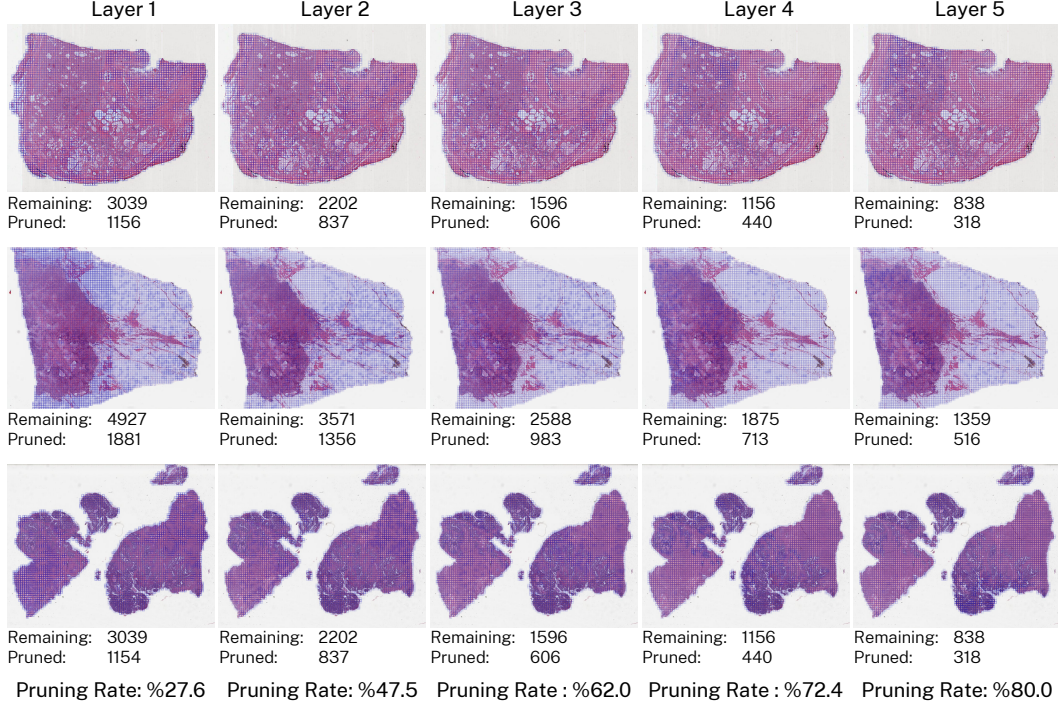 Layer 1 Layer 2 Layer 3 Layer 4 Layer 5
Remaining: 3039 Remaining: 2202 Remaining: 1596 Remaining: 1156 Remaining: 838
Pruned: 1156 Pruned: 837 Pruned: 606 Pruned: 440 Pruned: 318
Remaining: 4927 Remaining: 3571 Remaining: 2588 Remaining: 1875 Remaining: 1359
Pruned: 1881 Pruned: 1356 Pruned: 983 Pruned: 713 Pruned: 516
Remaining: 3039 Remaining: 2202 Remaining: 1596 Remaining: 1156 Remaining: 838
Pruned: 1154 Pruned: 837 Pruned: 606 Pruned: 440 Pruned: 318
Pruning Rate: %27.6 Pruning Rate: %47.5 Pruning Rate : %62.0 Pruning Rate : %72.4 Pruning Rate: %80.0